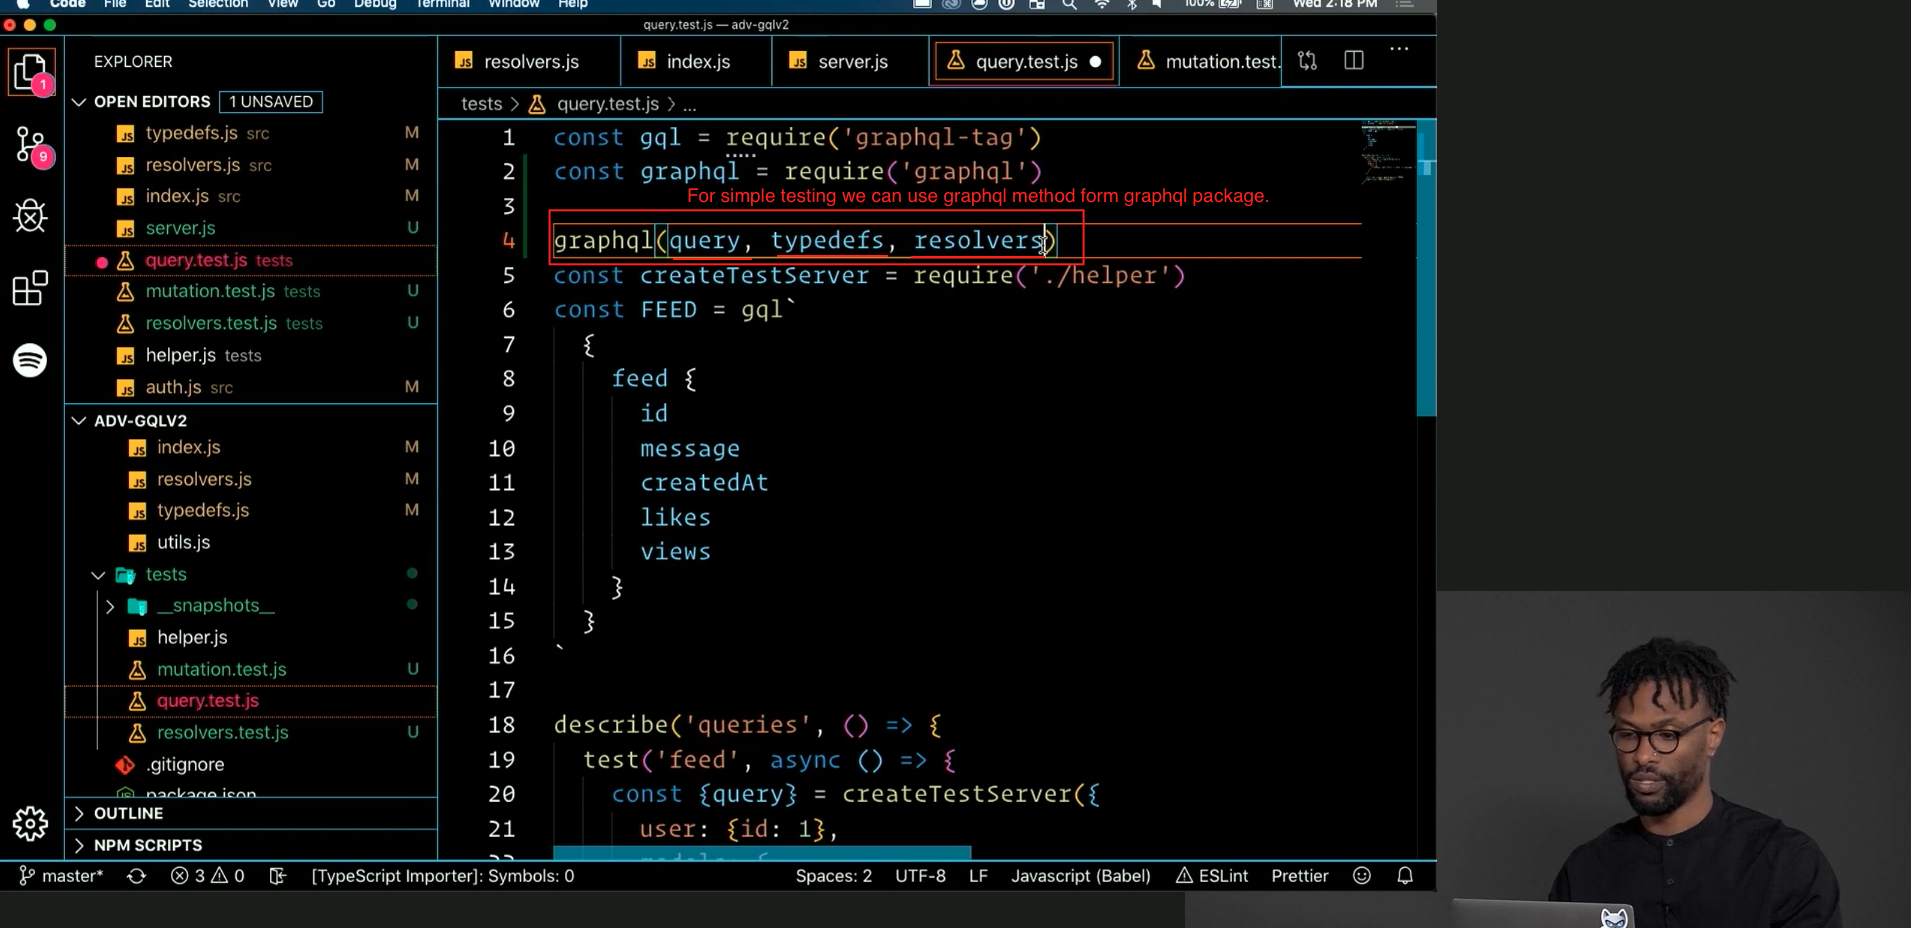 Code File Edit Selection View Go Debug Terminal Window Help 100% Wed 2:18 PM
query.test.js — adv-gqlv2
EXPLORER
OPEN EDITORS 1 UNSAVED
typedefs.js src M
resolvers.js src M
index.js src M
server.js U
query.test.js tests
mutation.test.js tests U
resolvers.test.js tests U
helper.js tests
auth.js src M
ADV-GQLV2
index.js M
resolvers.js M
typedefs.js M
utils.js
tests
__snapshots__
helper.js
mutation.test.js U
query.test.js
resolvers.test.js U
.gitignore
package.json
OUTLINE
NPM SCRIPTS
1
9
resolvers.js index.js server.js query.test.js mutation.test.
tests > query.test.js > ...
1 const gql = require('graphql-tag')
2 const graphql = require('graphql')
For simple testing we can use graphql method form graphql package.
3
4 graphql(query, typedefs, resolvers)
5 const createTestServer = require('./helper')
6 const FEED = gql`
7 {
8 feed {
9 id
10 message
11 createdAt
12 likes
13 views
14 }
15 }
16 `
17
18 describe('queries', () => {
19 test('feed', async () => {
20 const {query} = createTestServer({
21 user: {id: 1},
master* 3 0 [TypeScript Importer]: Symbols: 0 Spaces: 2 UTF-8 LF Javascript (Babel) ESLint Prettier